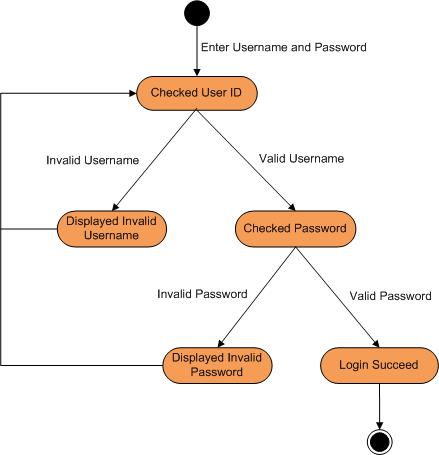 Enter Username and Password
Checked User ID
Invalid Username
Valid Username
Displayed Invalid
Username
Checked Password
Invalid Password
Valid Password
Displayed Invalid
Password
Login Succeed